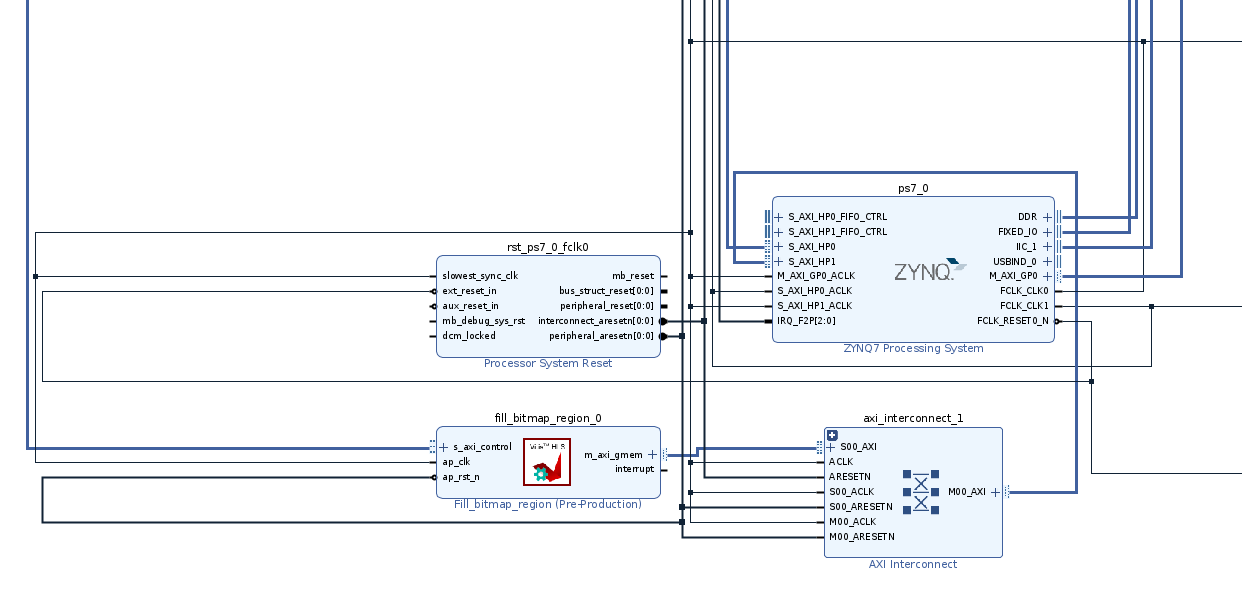 ps7_0
S_AXI_HP0_FIFO_CTRL
S_AXI_HP1_FIFO_CTRL
S_AXI_HP0
S_AXI_HP1
M_AXI_GP0_ACLK
S_AXI_HP0_ACLK
S_AXI_HP1_ACLK
IRQ_F2P[2:0]
ZYNQ
DDR
FIXED_IO
IIC_1
USBIND_0
M_AXI_GP0
FCLK_CLK0
FCLK_CLK1
FCLK_RESET0_N
ZYNQ7 Processing System
rst_ps7_0_fclk0
slowest_sync_clk
ext_reset_in
aux_reset_in
mb_debug_sys_rst
dcm_locked
mb_reset
bus_struct_reset[0:0]
peripheral_reset[0:0]
interconnect_aresetn[0:0]
peripheral_aresetn[0:0]
Processor System Reset
fill_bitmap_region_0
s_axi_control
ap_clk
ap_rst_n
Vitis™ HLS
m_axi_gmem
interrupt
Fill_bitmap_region (Pre-Production)
axi_interconnect_1
S00_AXI
ACLK
ARESETN
S00_ACLK
S00_ARESETN
M00_ACLK
M00_ARESETN
M00_AXI
AXI Interconnect